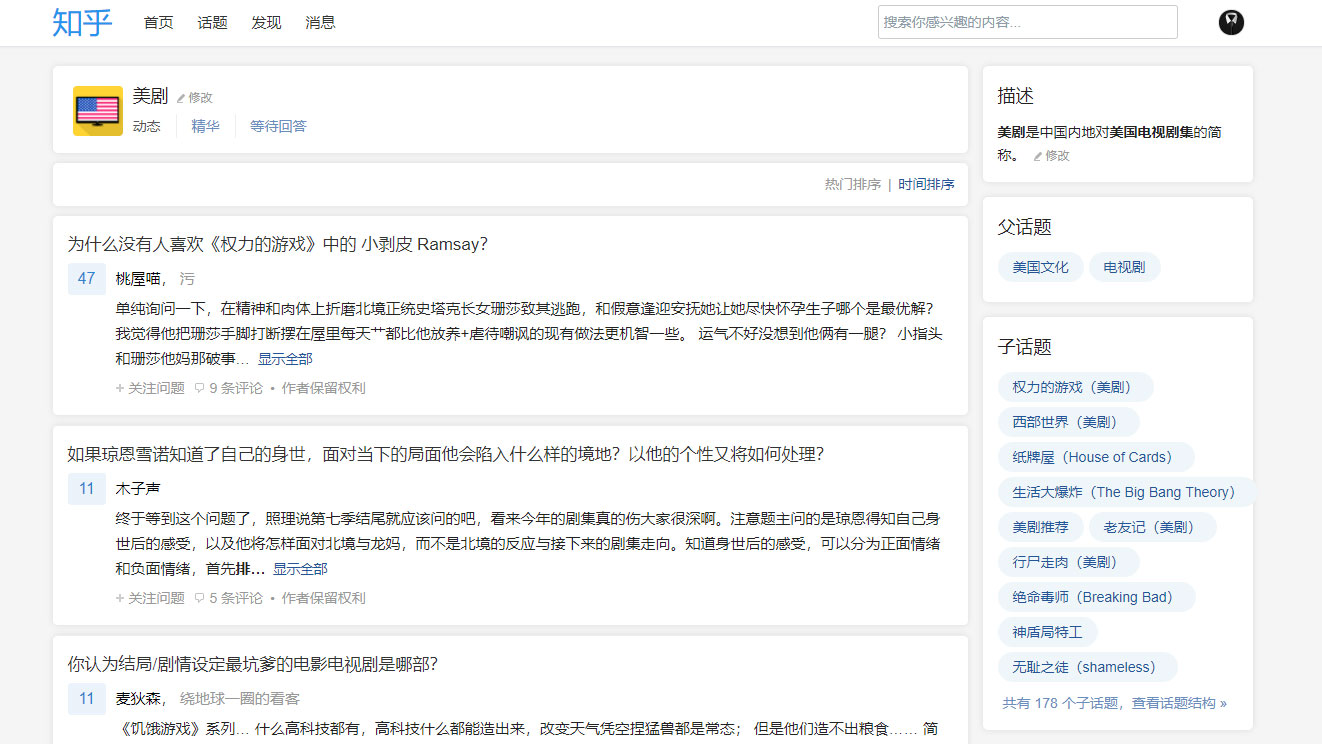 知乎 首页 话题 发现 消息 搜索你感兴趣的内容...
美剧 修改
动态 精华 等待回答
热门排序 | 时间排序
为什么没有人喜欢《权力的游戏》中的 小剥皮 Ramsay？
47 桃屋喵， 污
单纯询问一下，在精神和肉体上折磨北境正统史塔克长女珊莎致其逃跑，和假意逢迎安抚她让她尽快怀孕生子哪个是最优解？
我觉得他把珊莎手脚打断摆在屋里每天艹都比他放养+虐待嘲讽的现有做法更机智一些。 运气不好没想到他俩有一腿？ 小指头
和珊莎他妈那破事… 显示全部
+ 关注问题 9 条评论 • 作者保留权利
如果琼恩雪诺知道了自己的身世，面对当下的局面他会陷入什么样的境地？以他的个性又将如何处理？
11 木子声
终于等到这个问题了，照理说第七季结尾就应该问的吧，看来今年的剧集真的伤大家很深啊。注意题主问的是琼恩得知自己身
世后的感受，以及他将怎样面对北境与龙妈，而不是北境的反应与接下来的剧集走向。知道身世后的感受，可以分为正面情绪
和负面情绪，首先排… 显示全部
+ 关注问题 5 条评论 • 作者保留权利
你认为结局/剧情设定最坑爹的电影电视剧是哪部？
11 麦狄森， 绕地球一圈的看客
《饥饿游戏》系列… 什么高科技都有，高科技什么都能造出来，改变天气凭空捏猛兽都是常态； 但是他们造不出粮食…… 简
描述
美剧是中国内地对美国电视剧集的简
称。 修改
父话题
美国文化 电视剧
子话题
权力的游戏（美剧）
西部世界（美剧）
纸牌屋（House of Cards）
生活大爆炸（The Big Bang Theory）
美剧推荐 老友记（美剧）
行尸走肉（美剧）
绝命毒师（Breaking Bad）
神盾局特工
无耻之徒（shameless）
共有 178 个子话题，查看话题结构 »